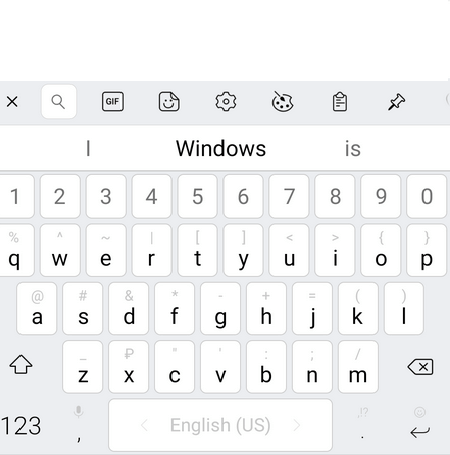 GIF
I Windows is
1 2 3 4 5 6 7 8 9 0
% ^ ~ | [ ] < > { }
q w e r t y u i o p
@ # & * - + = ( )
a s d f g h j k l
_ ₽ " ' : ; /
z x c v b n m
,!?
123 , < English (US) > .